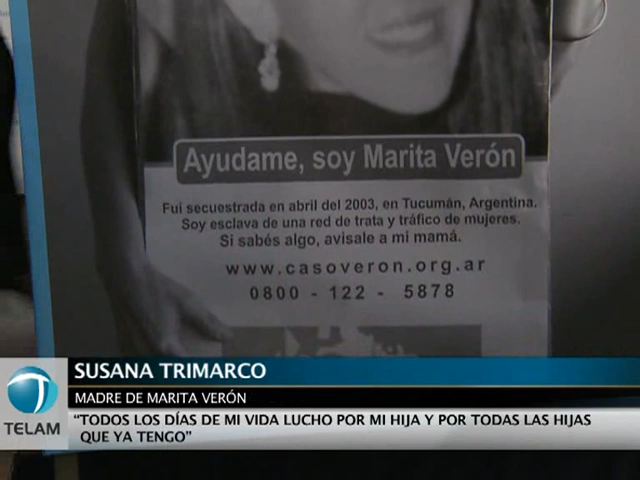 Ayudame, soy Marita Verón
Fui secuestrada en abril del 2003, en Tucumán, Argentina.
Soy esclava de una red de trata y tráfico de mujeres.
Si sabés algo, avisale a mi mamá.
www.casoveron.org.ar
0800 - 122 - 5878
SUSANA TRIMARCO
MADRE DE MARITA VERÓN
"TODOS LOS DÍAS DE MI VIDA LUCHO POR MI HIJA Y POR TODAS LAS HIJAS
QUE YA TENGO"
TELAM